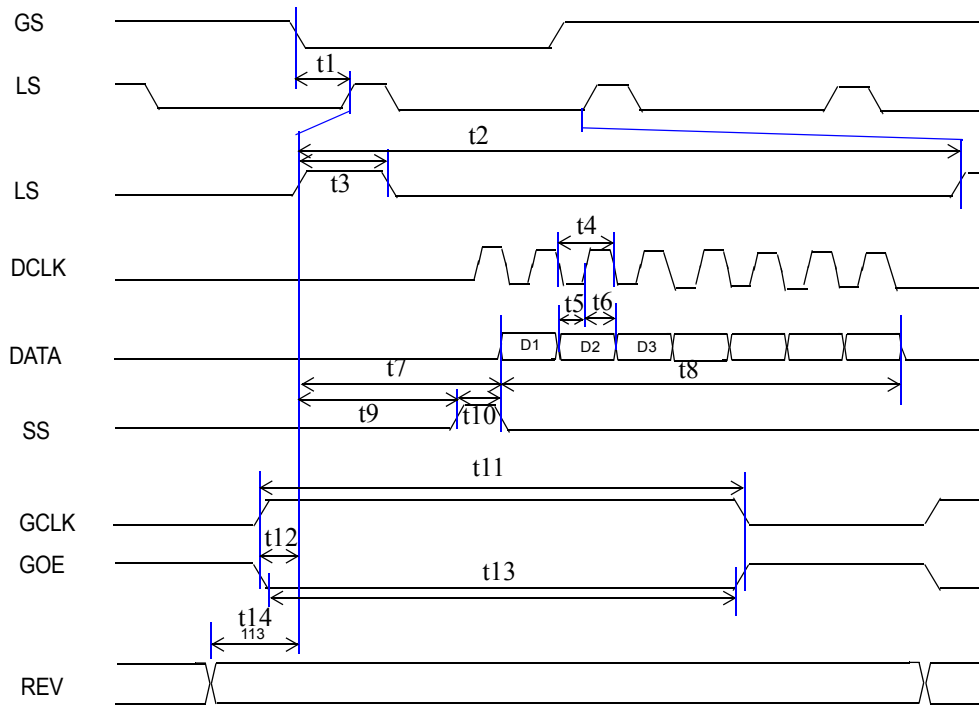 GS
t1
LS
t2
t3
LS
t4
DCLK
t5 t6
D1 D2 D3
DATA
t7 t8
t9 t10
SS
t11
GCLK
t12
GOE
t13
t14
113
REV